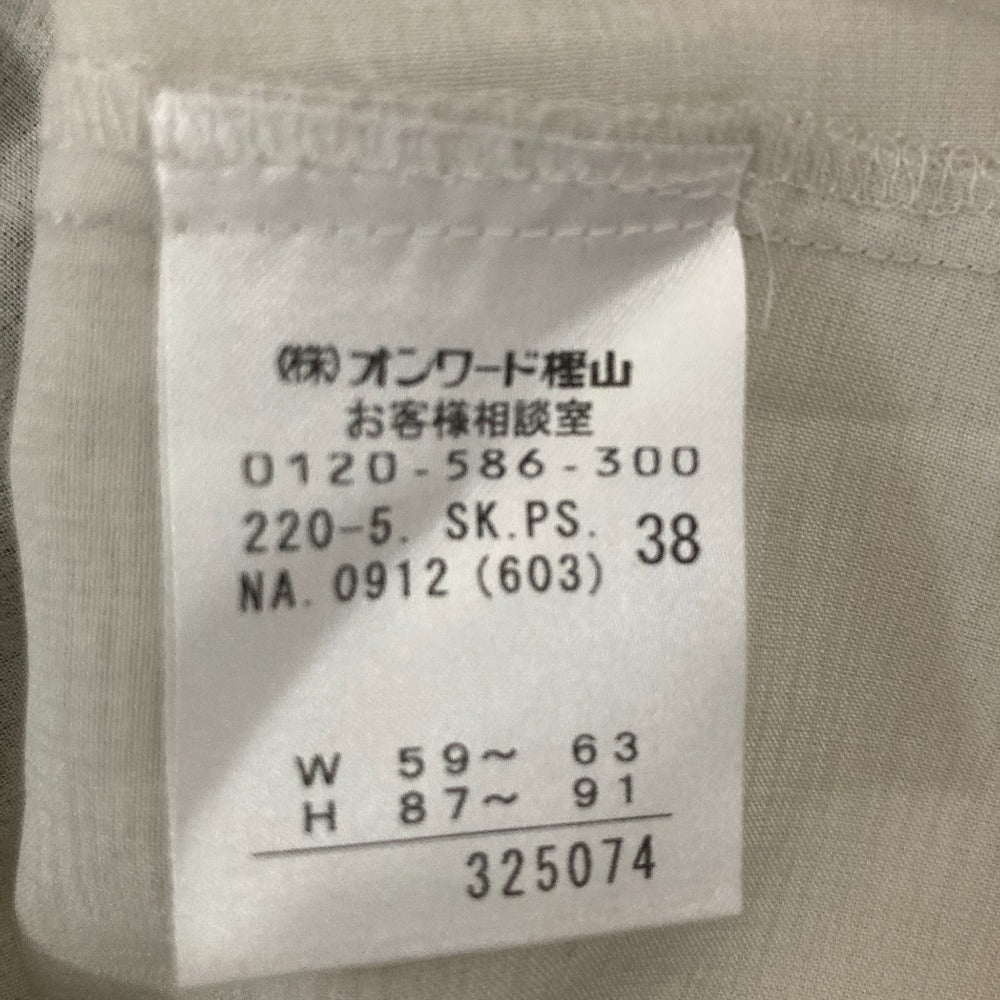 (株)オンワード樫山
お客様相談室
0120-586-300
220-5. SK.PS. 38
NA. 0912 (603)
W 59～ 63
H 87～ 91
325074